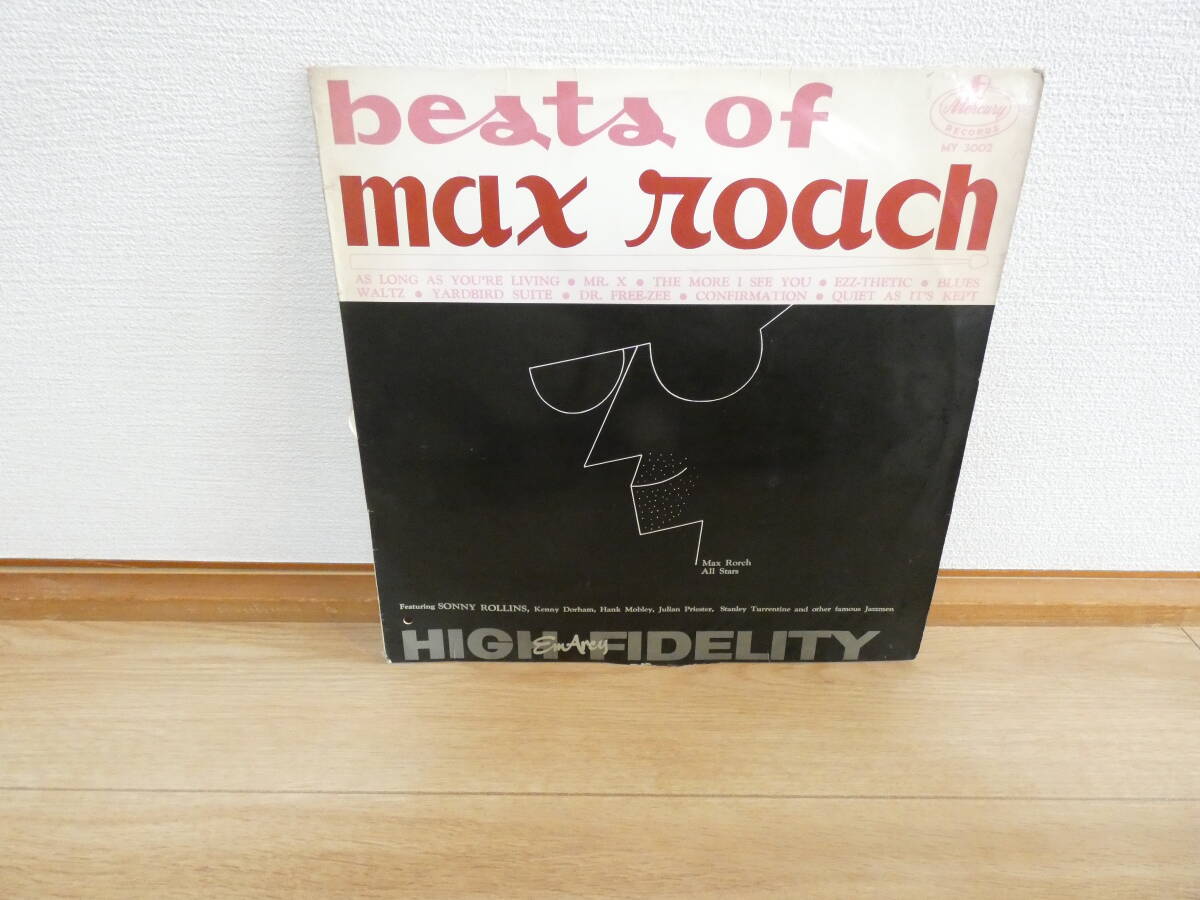 beats of
Mercury
RECORDS
MY 3002
max roach
AS LONG AS YOU'RE LIVING • MR. X • THE MORE I SEE YOU • EZZ-THETIC • BLUES
WALTZ • YARDBIRD SUITE • DR. FREE-ZEE • CONFIRMATION • QUIET AS IT'S KEPT
Max Rorch
All Stars
Featuring SONNY ROLLINS, Kenny Dorham, Hank Mobley, Julian Priester, Stanley Turrentine and other famous Jazzmen
HIGH FIDELITY
EmArcy